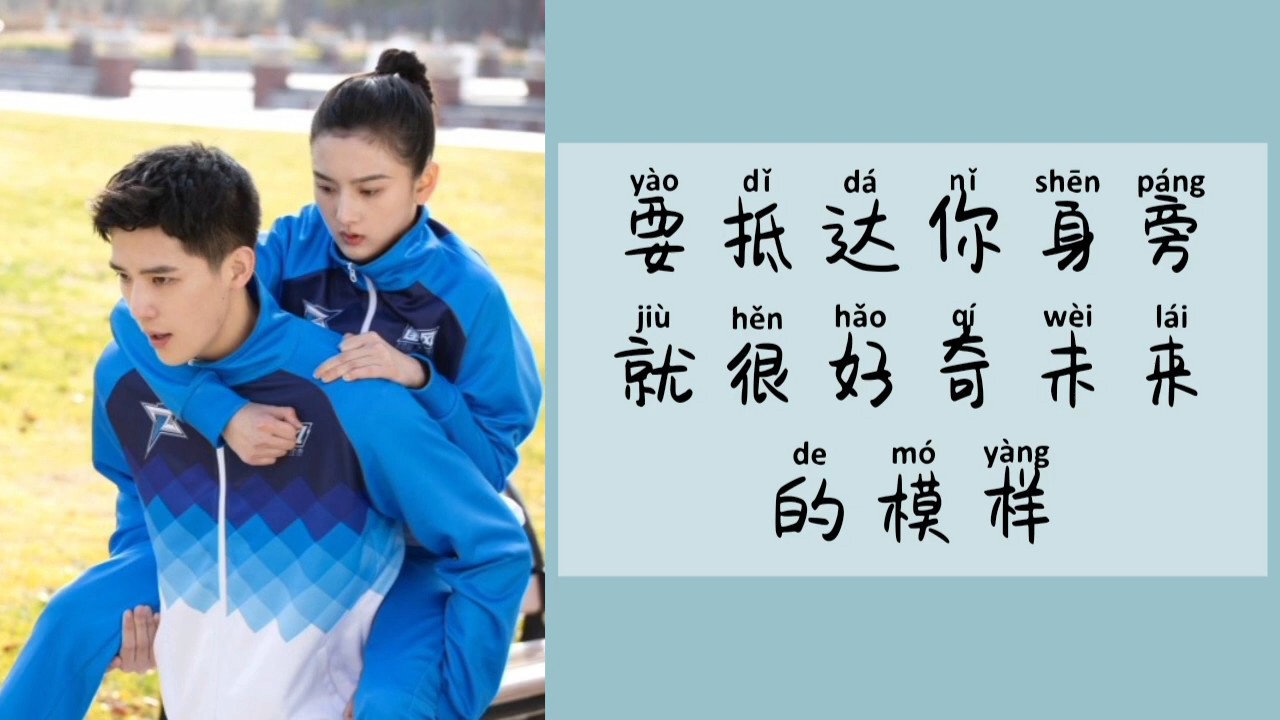 yào dǐ dá nǐ shēn páng
要抵达你身旁
jiù hěn hǎo qí wèi lái
就很好奇未来
de mó yàng
的模样